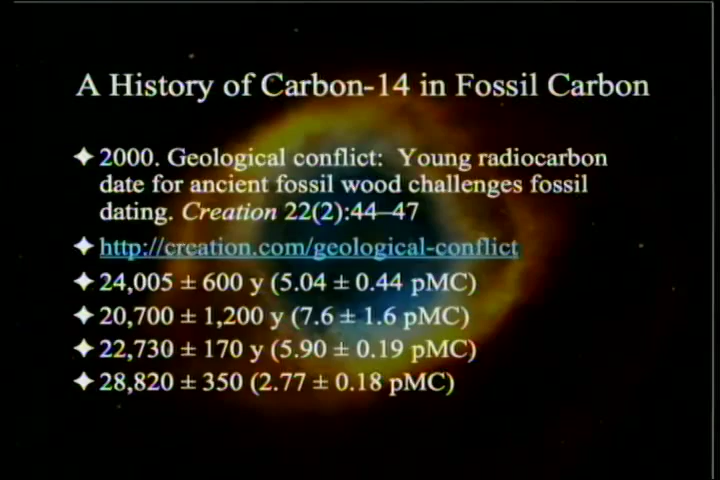 A History of Carbon-14 in Fossil Carbon
2000. Geological conflict: Young radiocarbon
date for ancient fossil wood challenges fossil
dating. Creation 22(2):44–47
http://creation.com/geological-conflict
24,005 ± 600 y (5.04 ± 0.44 pMC)
20,700 ± 1,200 y (7.6 ± 1.6 pMC)
22,730 ± 170 y (5.90 ± 0.19 pMC)
28,820 ± 350 (2.77 ± 0.18 pMC)